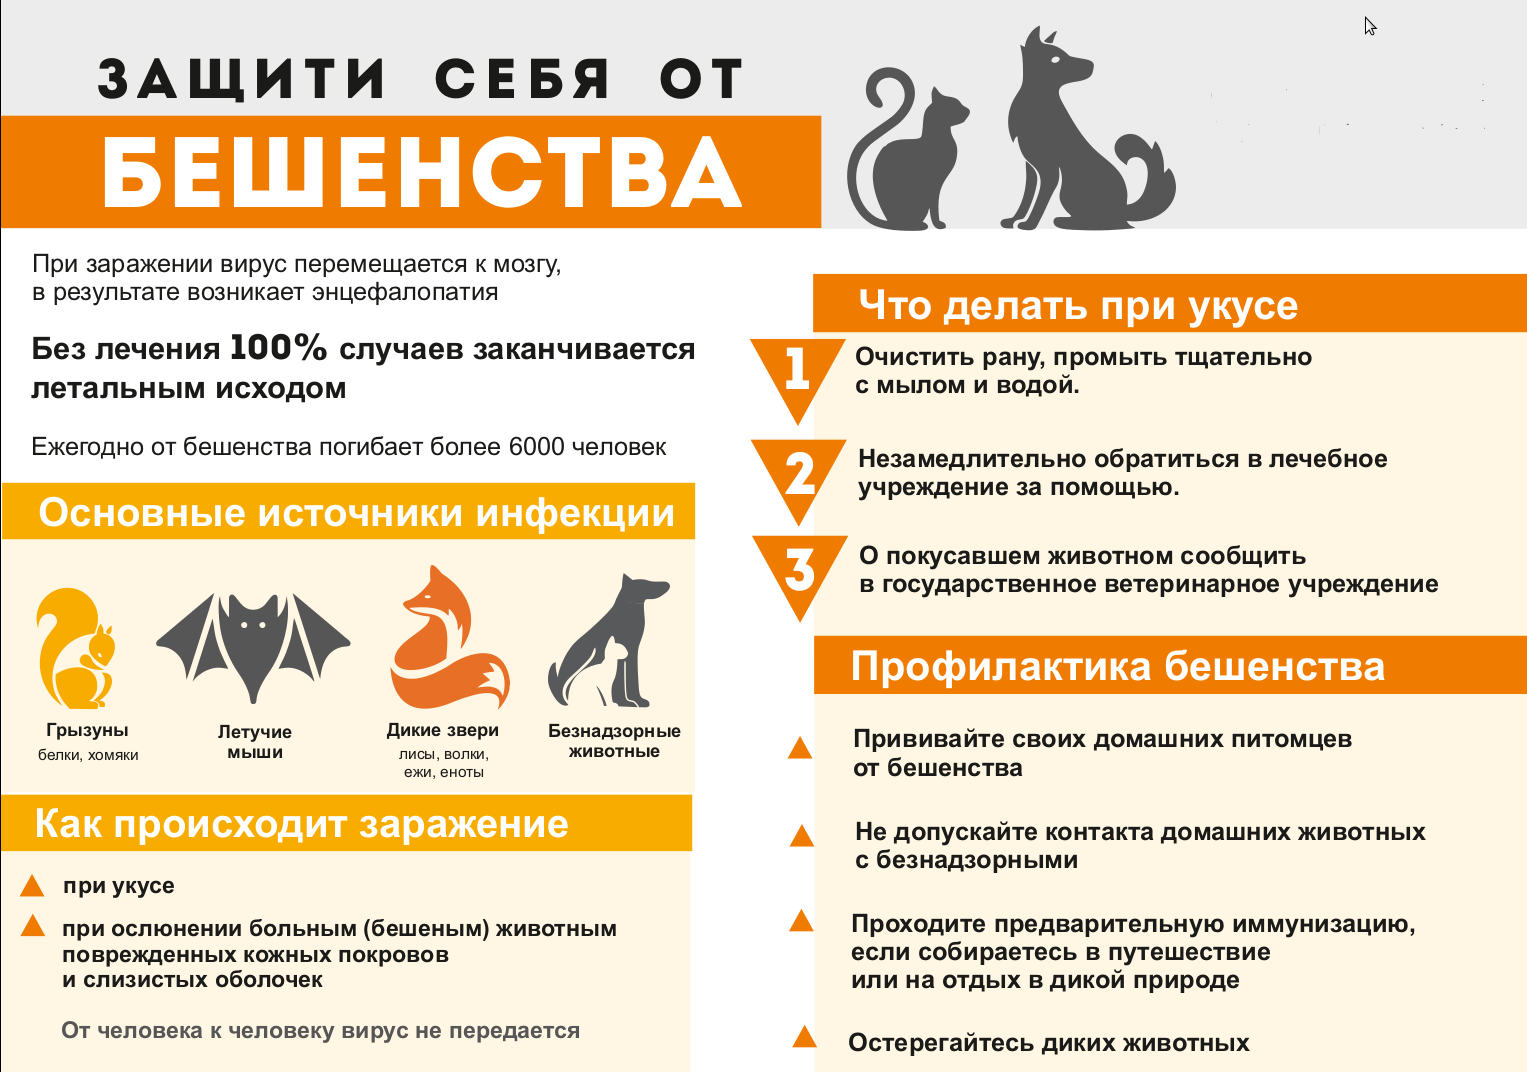 ЗАЩИТИ СЕБЯ ОТ
БЕШЕНСТВА
При заражении вирус перемещается к мозгу,
в результате возникает энцефалопатия
Без лечения 100% случаев заканчивается
летальным исходом
Ежегодно от бешенства погибает более 6000 человек
Основные источники инфекции
Грызуны
белки, хомяки
Летучие
мыши
Дикие звери
лисы, волки,
ежи, еноты
Безнадзорные
животные
Как происходит заражение
при укусе
при ослюнении больным (бешеным) животным
поврежденных кожных покровов
и слизистых оболочек
От человека к человеку вирус не передается
Что делать при укусе
1
Очистить рану, промыть тщательно
с мылом и водой.
2
Незамедлительно обратиться в лечебное
учреждение за помощью.
3
О покусавшем животном сообщить
в государственное ветеринарное учреждение
Профилактика бешенства
Прививайте своих домашних питомцев
от бешенства
Не допускайте контакта домашних животных
с безнадзорными
Проходите предварительную иммунизацию,
если собираетесь в путешествие
или на отдых в дикой природе
Остерегайтесь диких животных